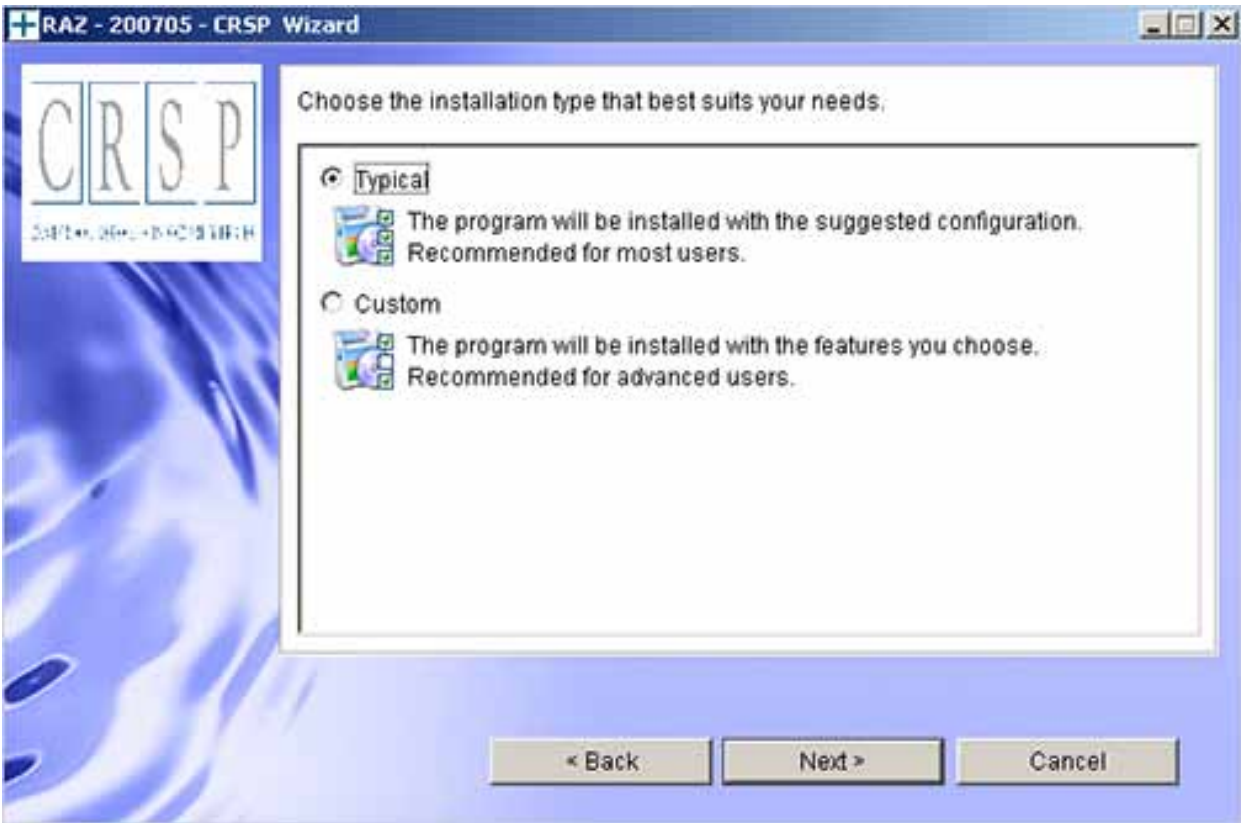 RAZ - 200705 - CRSP Wizard
CRSP
Choose the installation type that best suits your needs.
Typical
The program will be installed with the suggested configuration.
Recommended for most users.
Custom
The program will be installed with the features you choose.
Recommended for advanced users.
< Back
Next >
Cancel